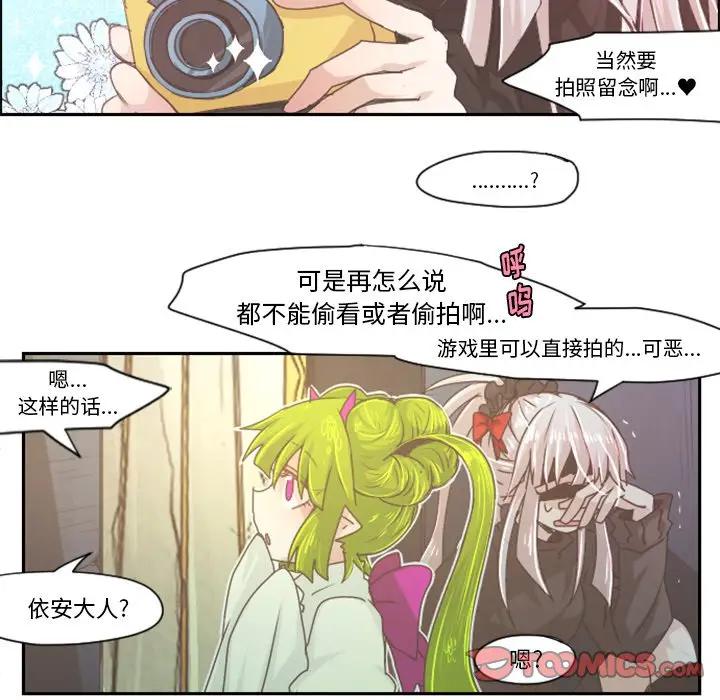 当然要
拍照留念啊...♥
..........?
可是再怎么说
都不能偷看或者偷拍啊...
呼
呜
游戏里可以直接拍的...可恶...
嗯...
这样的话...
依安大人?
嗯?
TOOMICS.COM